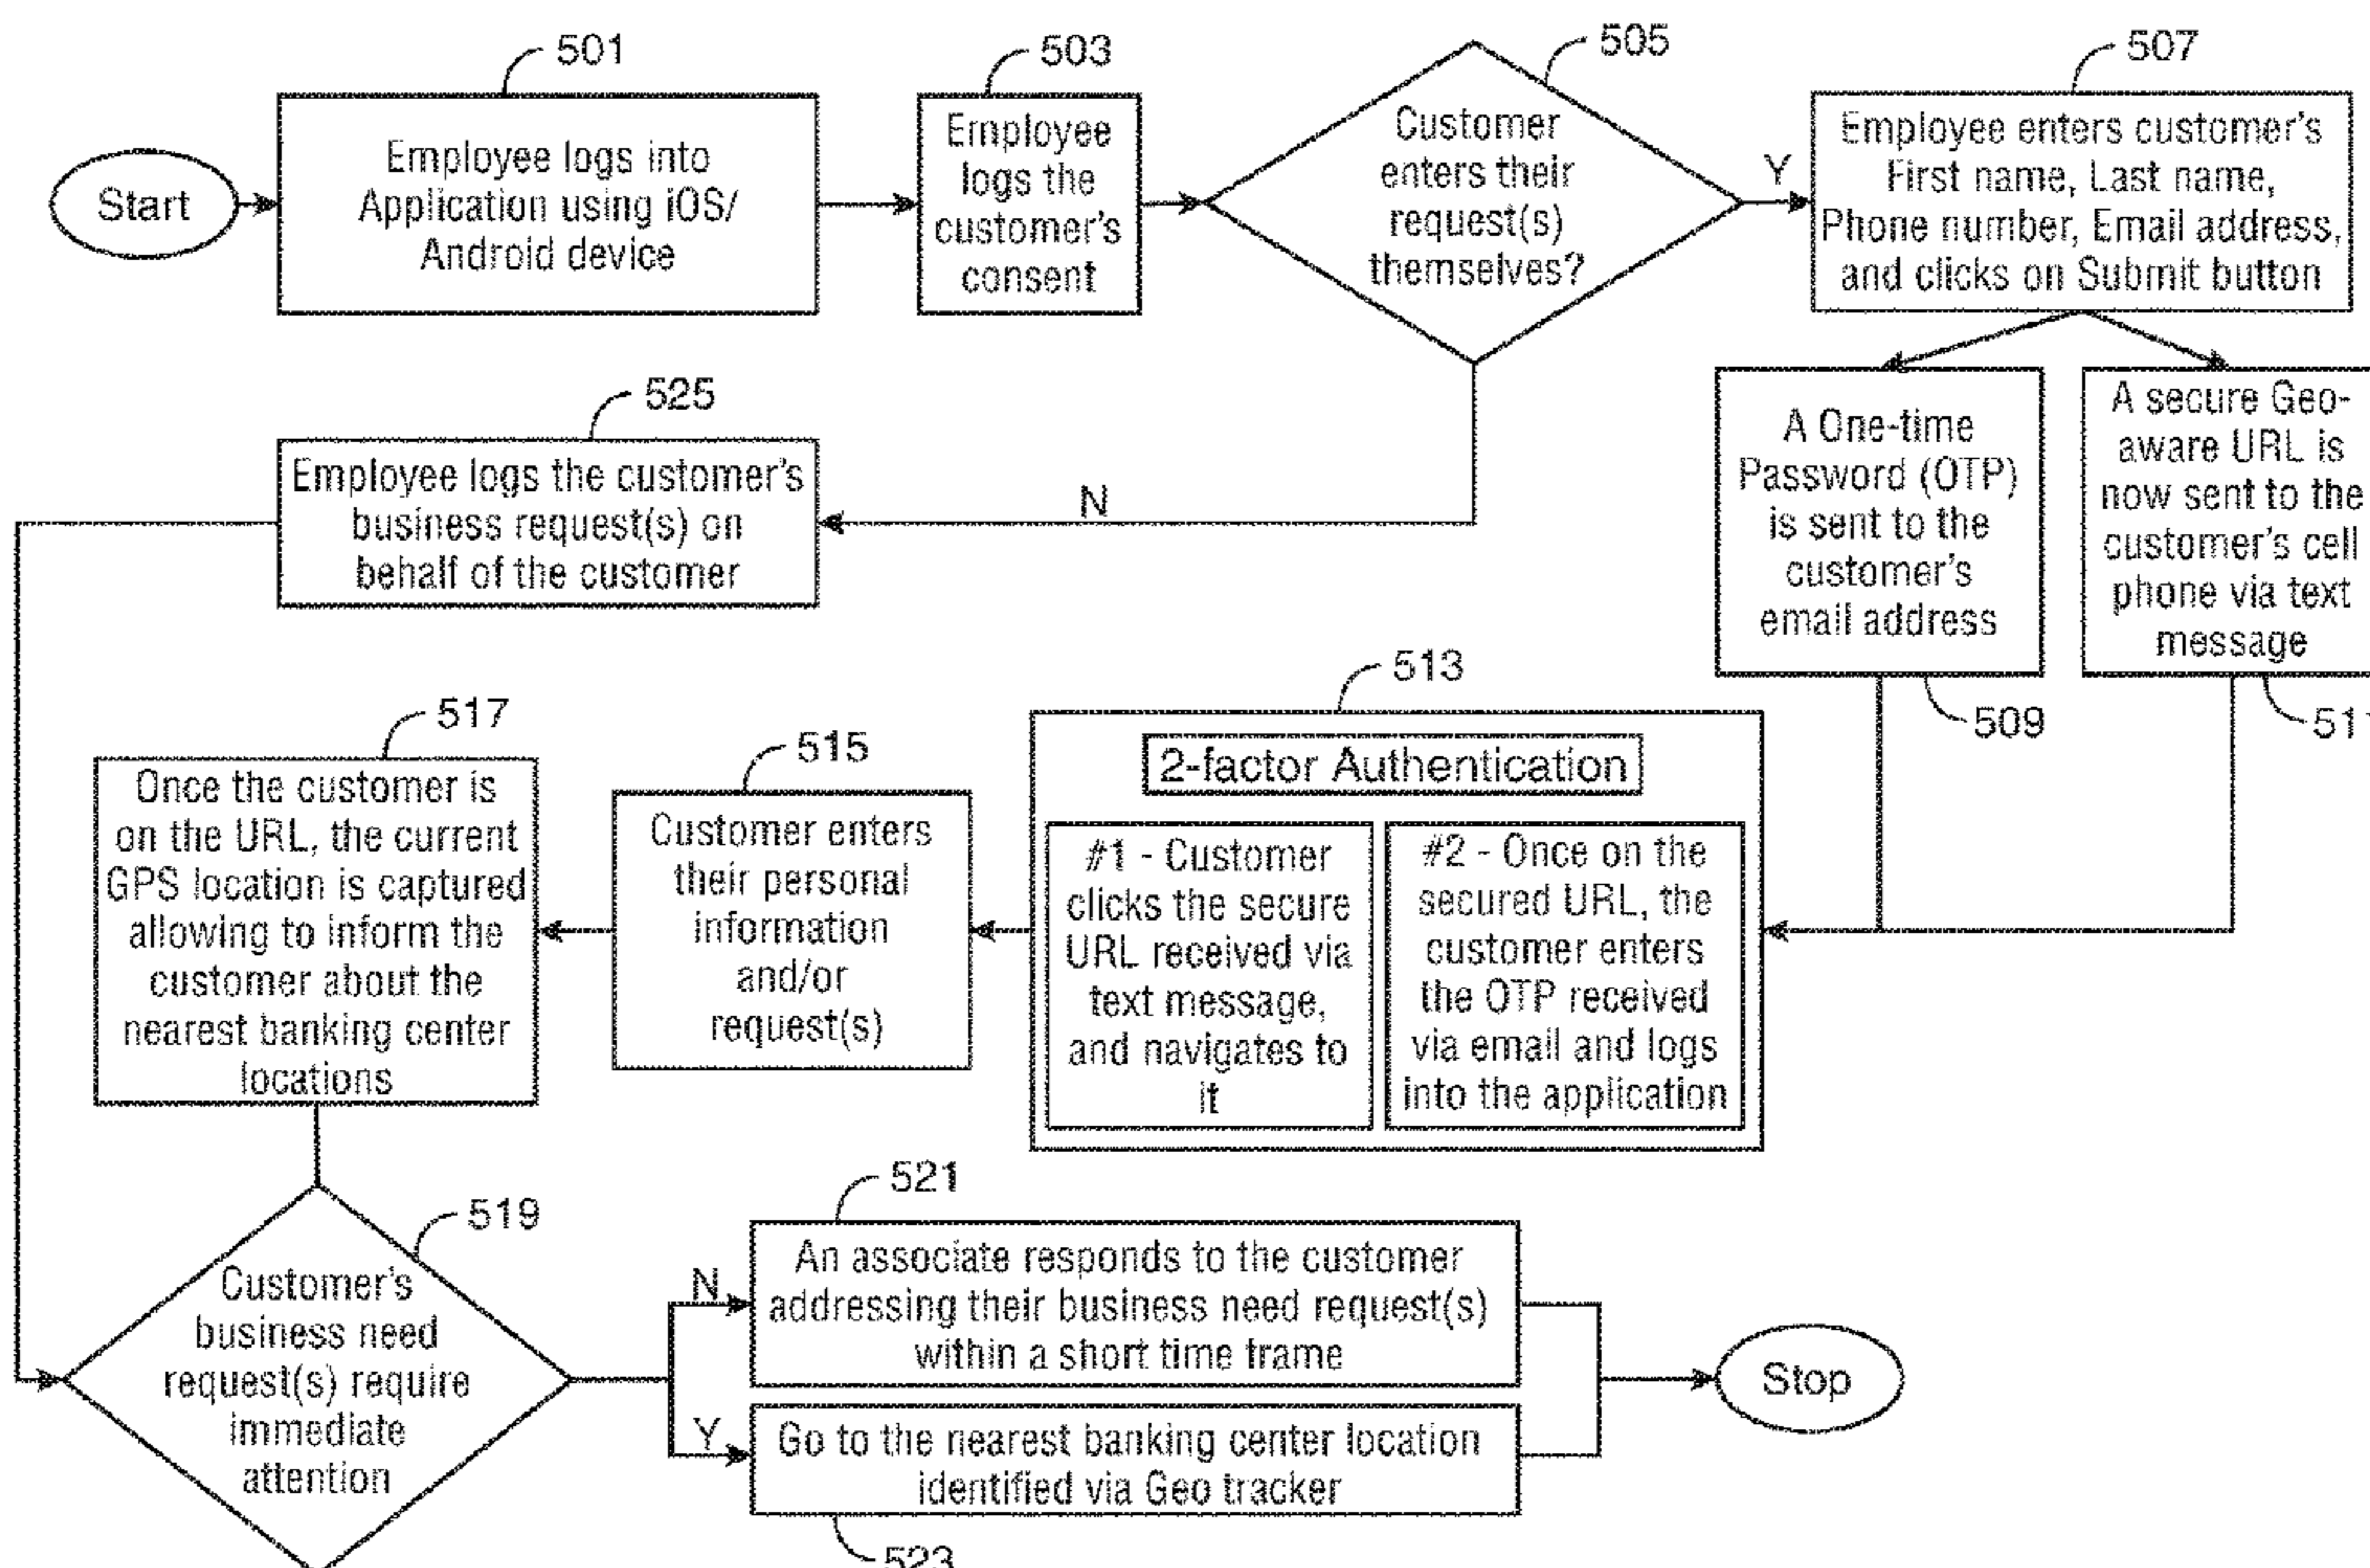 501
503
505
507
Start
Employee logs into
Application using iOS/
Android device
Employee
logs the
customer's
consent
Customer
enters their
request(s)
themselves?
Y
Employee enters customer's
First name, Last name,
Phone number, Email address,
and clicks on Submit button
525
Employee logs the customer's
business request(s) on
behalf of the customer
N
A One-time
Password (OTP)
is sent to the
customer's
email address
509
A secure Geo-
aware URL is
now sent to the
customer's cell
phone via text
message
511
513
2-factor Authentication
#1 - Customer
clicks the secure
URL received via
text message,
and navigates to
it
#2 - Once on the
secured URL, the
customer enters
the OTP received
via email and logs
into the application
515
Customer enters
their personal
information
and/or
request(s)
517
Once the customer is
on the URL, the current
GPS location is captured
allowing to inform the
customer about the
nearest banking center
locations
519
Customer's
business need
request(s) require
immediate
attention
521
N
An associate responds to the customer
addressing their business need request(s)
within a short time frame
Y
Go to the nearest banking center location
identified via Geo tracker
523
Stop